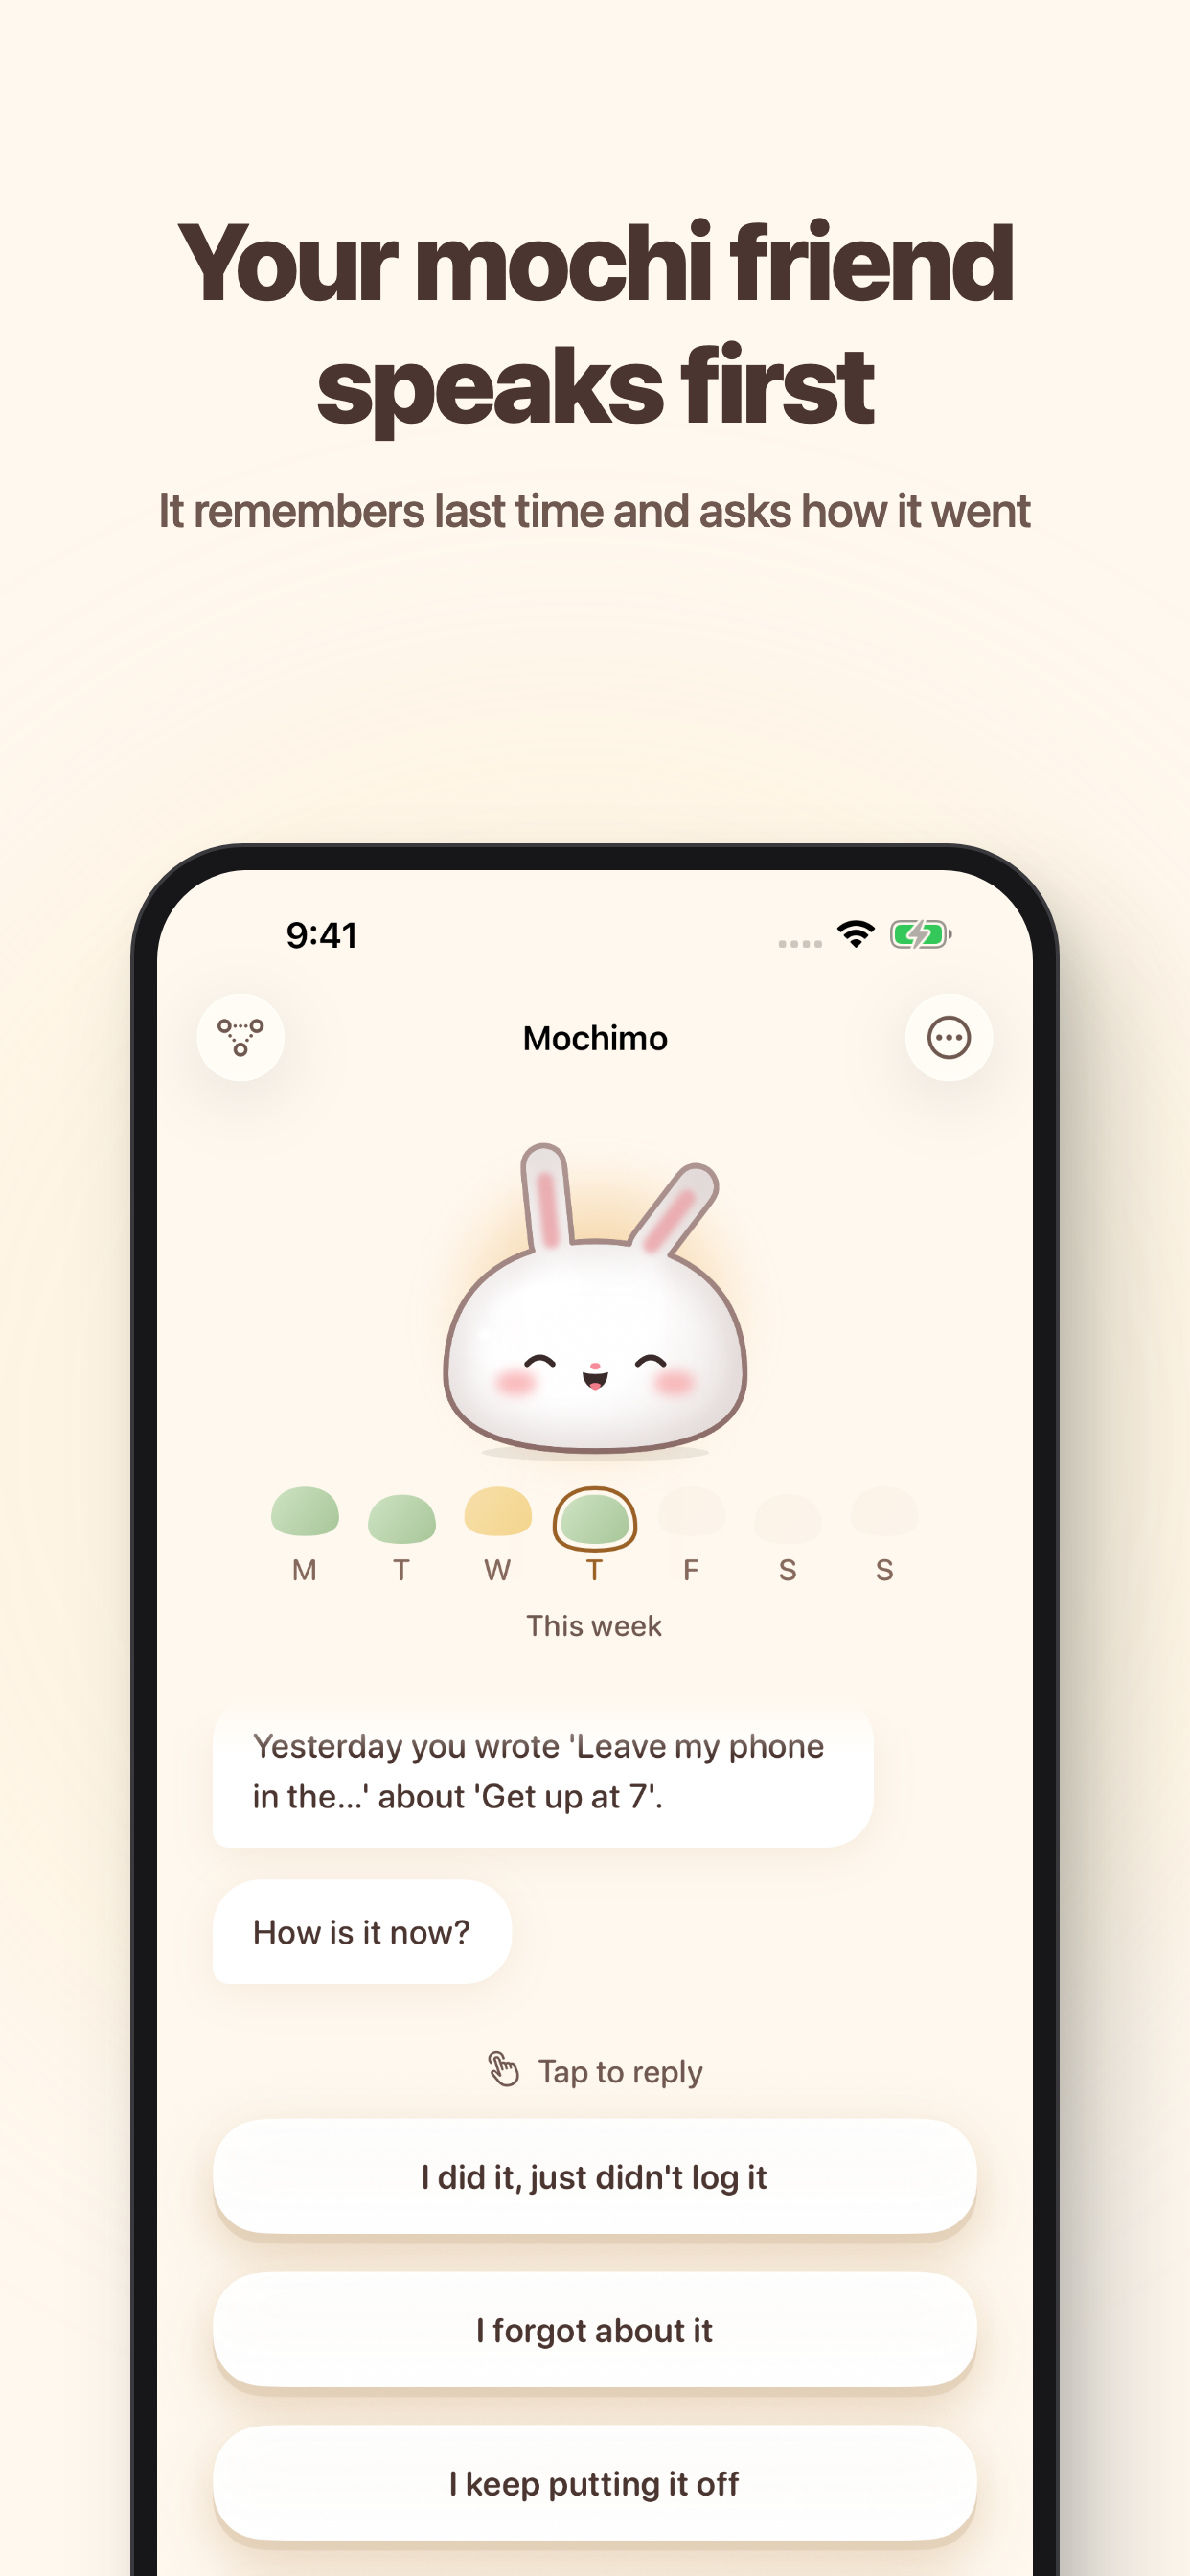 Your mochi friend
speaks first
It remembers last time and asks how it went
9:41
Mochimo
M T W T F S S
This week
Yesterday you wrote 'Leave my phone
in the...' about 'Get up at 7'.
How is it now?
Tap to reply
I did it, just didn't log it
I forgot about it
I keep putting it off